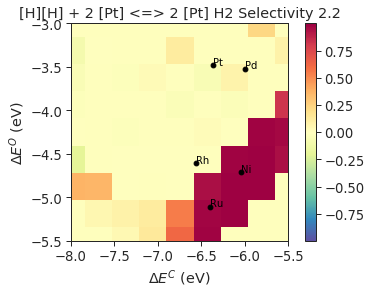 [H][H] + 2 [Pt] <=> 2 [Pt] H2 Selectivity 2.2
−3.0
−3.5
−4.0
−4.5
−5.0
−5.5
ΔE^O (eV)
Pt
Pd
Rh
Ni
Ru
−8.0 −7.5 −7.0 −6.5 −6.0 −5.5
ΔE^C (eV)
0.75
0.50
0.25
0.00
−0.25
−0.50
−0.75